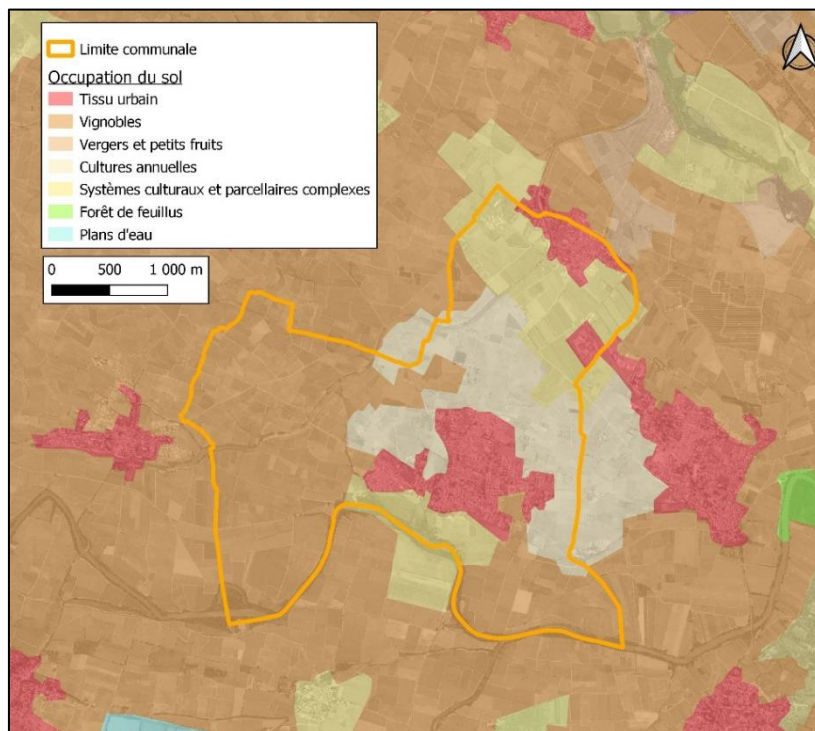 Limite communale
Occupation du sol
Tissu urbain
Vignobles
Vergers et petits fruits
Cultures annuelles
Systèmes culturaux et parcellaires complexes
Forêt de feuillus
Plans d'eau
0 500 1 000 m